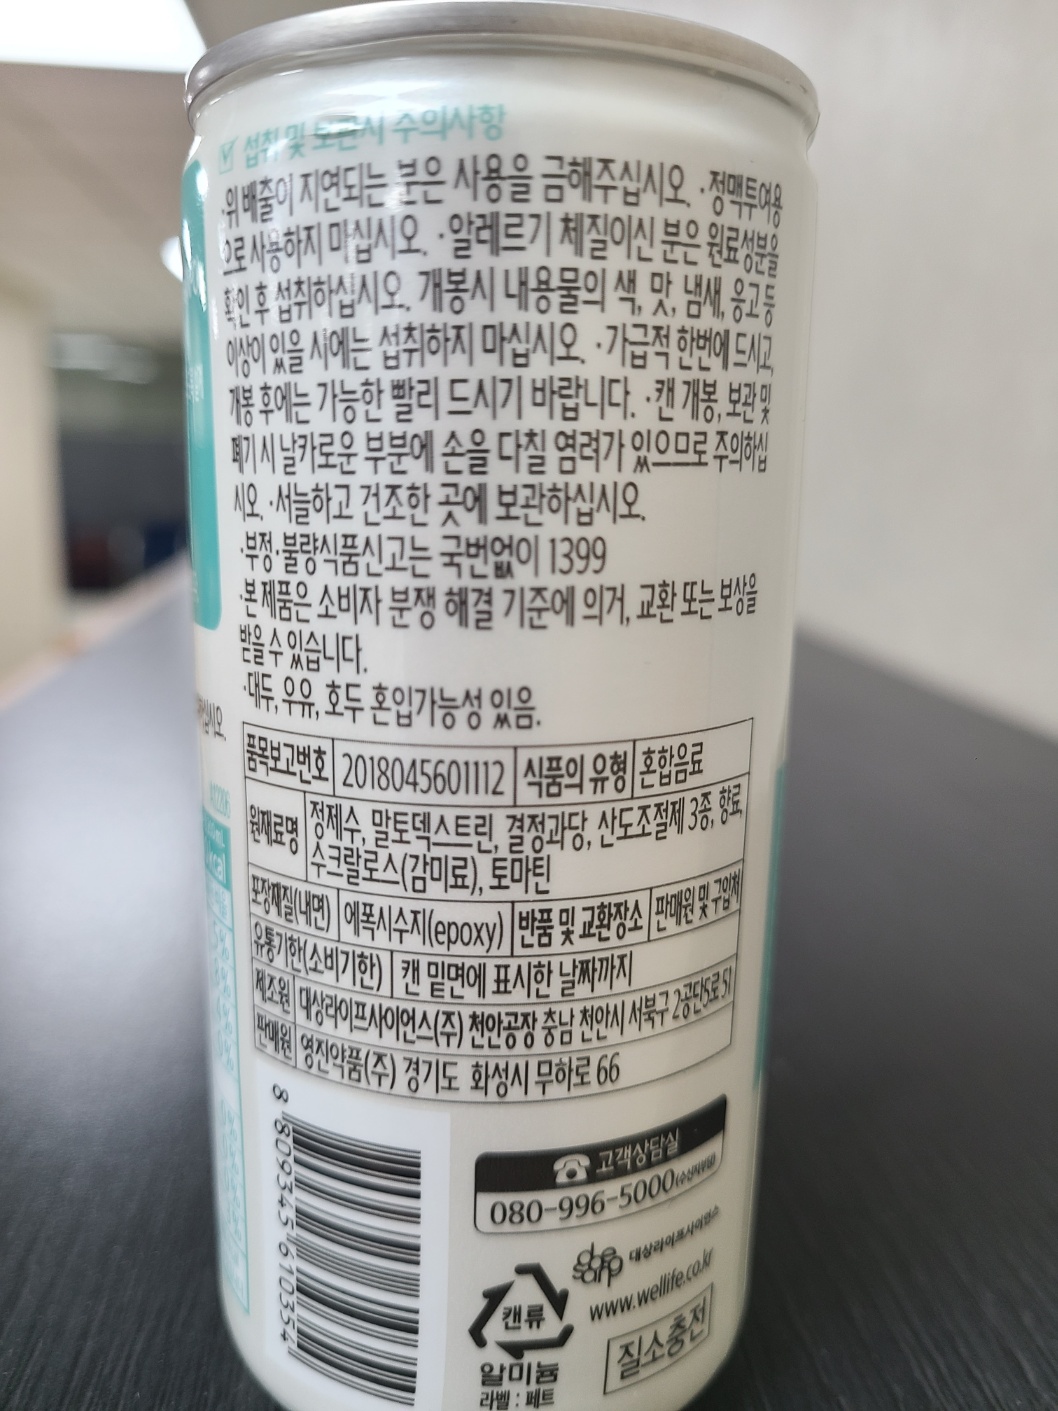 섭취 및 보관시 주의사항
·위 배출이 지연되는 분은 사용을 금해주십시오. ·정맥투여용
으로 사용하지 마십시오. ·알레르기 체질이신 분은 원료성분을
확인 후 섭취하십시오. 개봉시 내용물의 색, 맛, 냄새, 응고 등
이상이 있을 시에는 섭취하지 마십시오. ·가급적 한번에 드시고,
개봉 후에는 가능한 빨리 드시기 바랍니다. ·캔 개봉, 보관 및
폐기 시 날카로운 부분에 손을 다칠 염려가 있으므로 주의하십
시오. ·서늘하고 건조한 곳에 보관하십시오.
·부정·불량식품신고는 국번없이 1399
·본 제품은 소비자 분쟁 해결 기준에 의거, 교환 또는 보상을
받을 수 있습니다.
·대두, 우유, 호두 혼입가능성 있음.
품목보고번호 2018045601112 식품의 유형 혼합음료
원재료명 정제수, 말토덱스트린, 결정과당, 산도조절제 3종, 향료,
수크랄로스(감미료), 토마틴
포장재질(내면) 에폭시수지(epoxy) 반품 및 교환장소 판매원 및 구입처
유통기한(소비기한) 캔 밑면에 표시한 날짜까지
제조원 대상라이프사이언스(주) 천안공장 충남 천안시 서북구 2공단5로 51
판매원 영진약품(주) 경기도 화성시 무하로 66
8 809345 610354
고객상담실
080-996-5000(수신자부담)
대상라이프사이언스
www.wellife.co.kr
캔류
알미늄
라벨 : 페트
질소충전